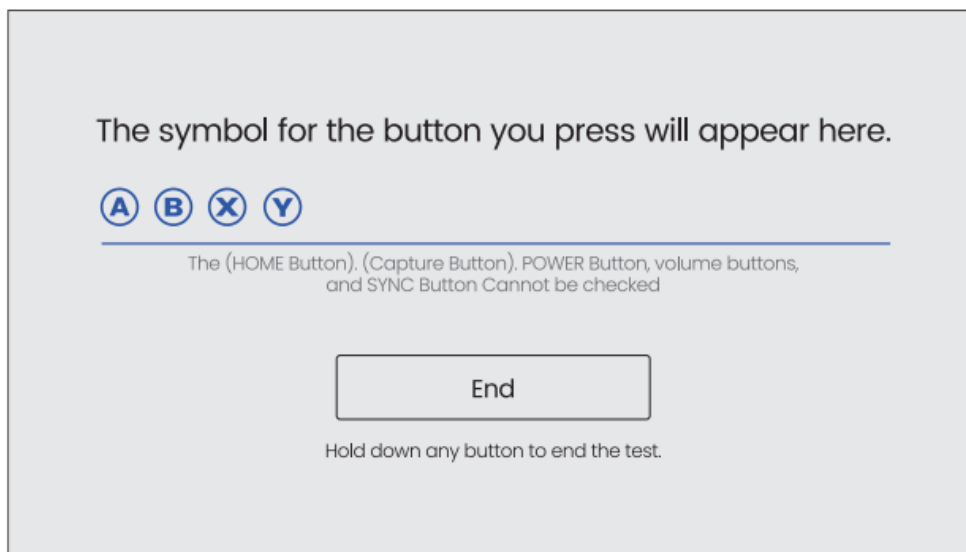 The symbol for the button you press will appear here.
A B X Y
The (HOME Button). (Capture Button). POWER Button, volume buttons,
and SYNC Button Cannot be checked
End
Hold down any button to end the test.